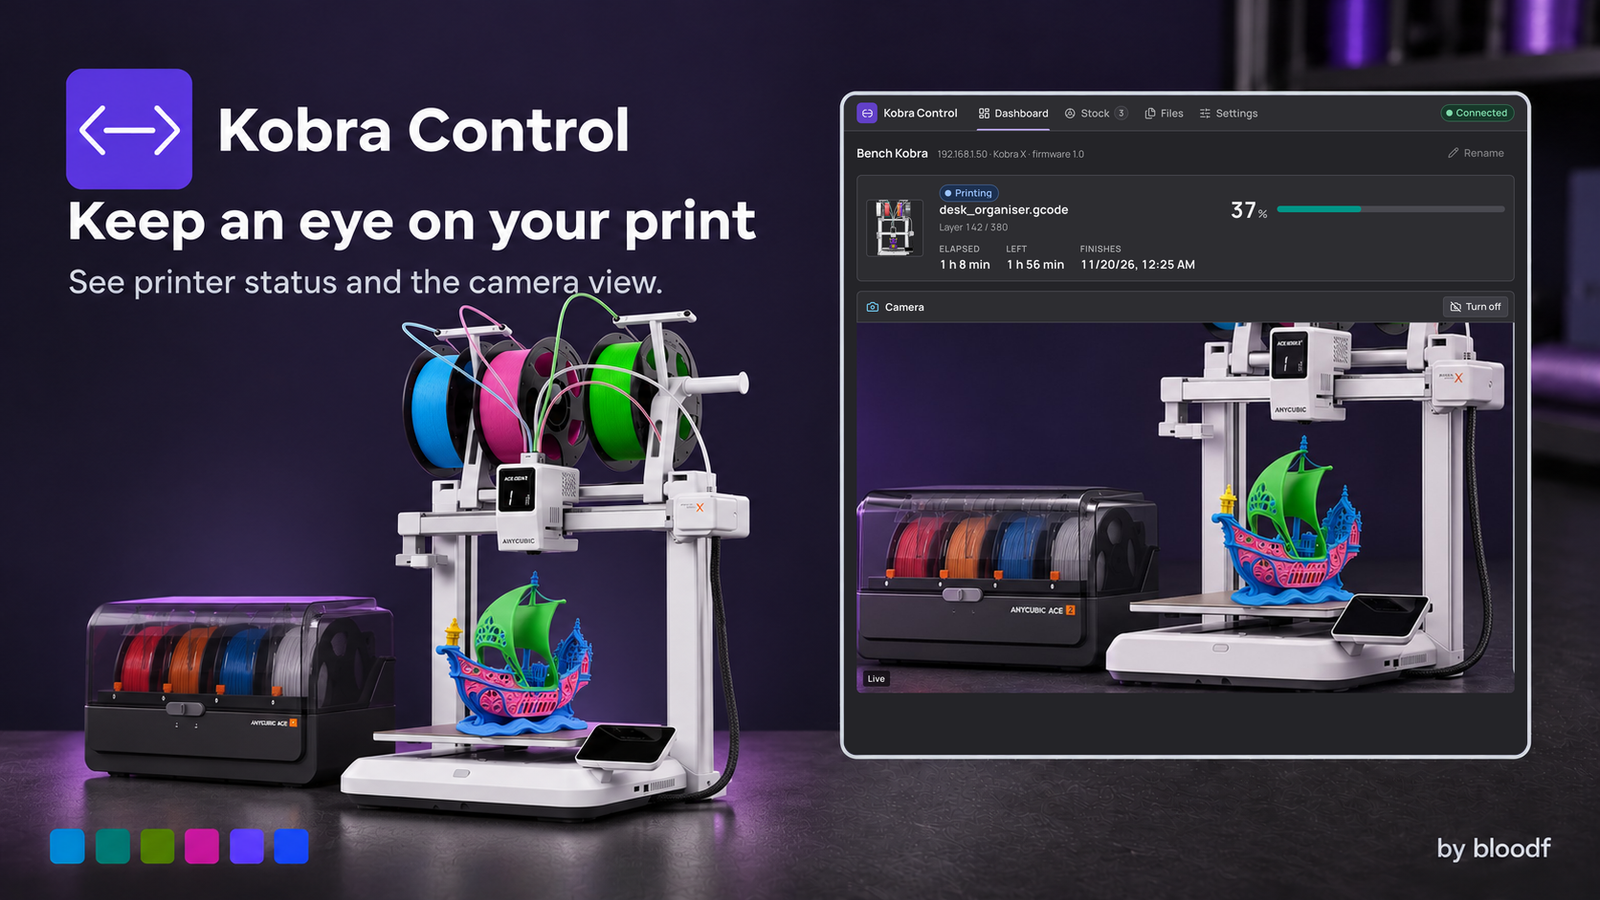 Kobra Control
Keep an eye on your print
See printer status and the camera view.
ANYCUBIC
X
ANYCUBIC ACE
by bloodf
Kobra Control
Dashboard
Stock 3
Files
Settings
Connected
Bench Kobra
192.168.1.50 · Kobra X · firmware 1.0
Rename
Printing
desk_organiser.gcode
Layer 142 / 380
37%
ELAPSED LEFT FINISHES
1 h 8 min 1 h 56 min 11/20/26, 12:25 AM
Camera
Turn off
ANYCUBIC
X
ANYCUBIC ACE 2
Live